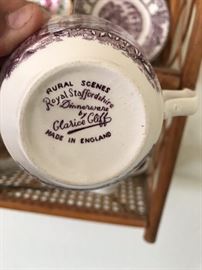 RURAL SCENES
Royal Staffordshire
Dinnerware
by
Clarice Cliff
MADE IN ENGLAND